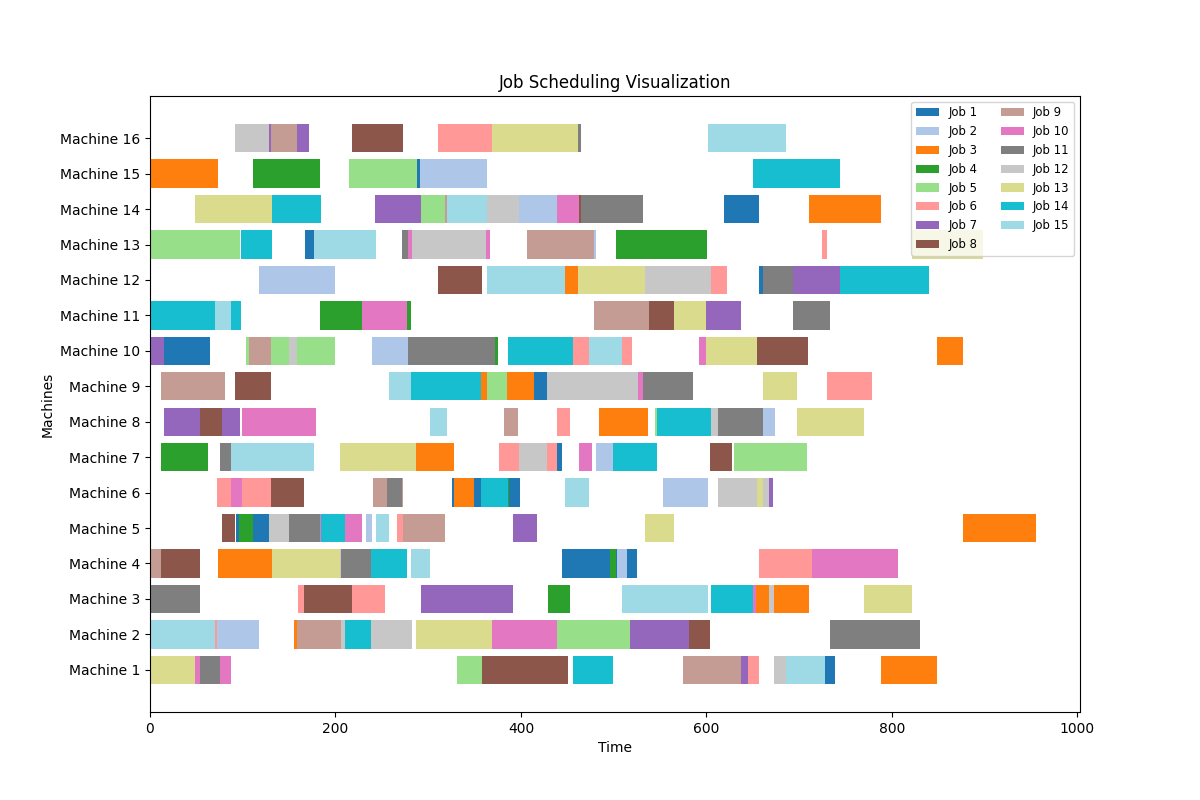 Job Scheduling Visualization
Machine 16
Machine 15
Machine 14
Machine 13
Machine 12
Machine 11
Machine 10
Machine 9
Machine 8
Machine 7
Machine 6
Machine 5
Machine 4
Machine 3
Machine 2
Machine 1
Machines
0 200 400 600 800 1000
Time
Job 1
Job 2
Job 3
Job 4
Job 5
Job 6
Job 7
Job 8
Job 9
Job 10
Job 11
Job 12
Job 13
Job 14
Job 15